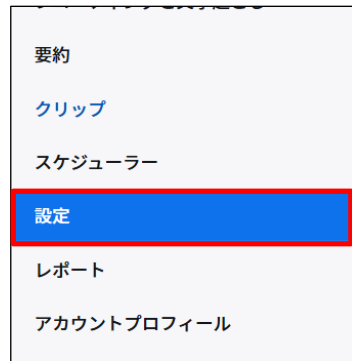 要約
クリップ
スケジューラー
設定
レポート
アカウントプロフィール